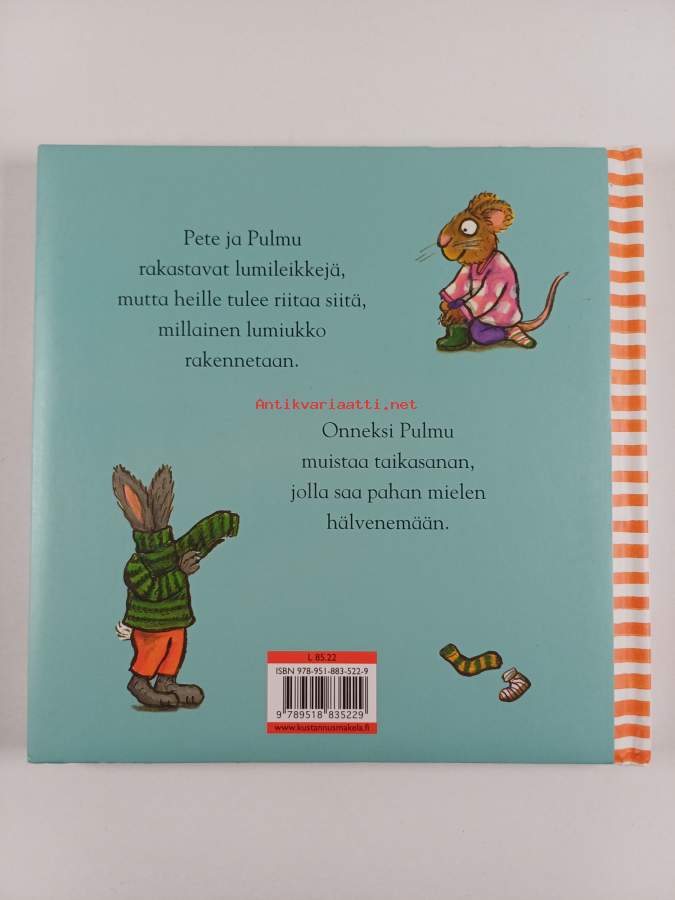 Pete ja Pulmu
rakastavat lumileikkejä,
mutta heille tulee riitaa siitä,
millainen lumiukko
rakennetaan.
Antikvariaatti.net
Onneksi Pulmu
muistaa taikasanan,
jolla saa pahan mielen
hälvenemään.
L 85.22
ISBN 978-951-883-522-9
9 789518 835229
www.kustannusmakela.fi